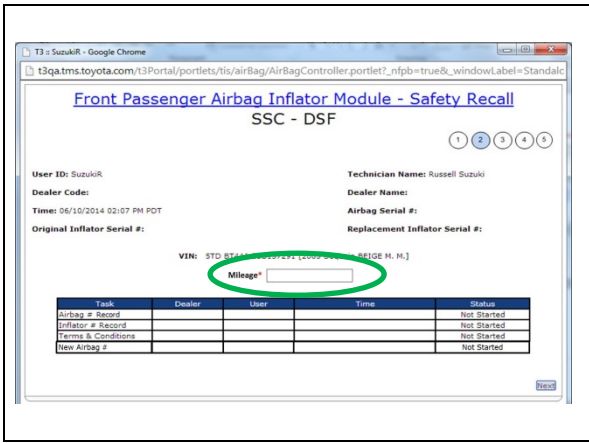 T3 :: SuzukiR - Google Chrome
t3qa.tms.toyota.com/t3Portal/portlets/tis/airBag/AirBagController.portlet?_nfpb=true&_windowLabel=Standalc
Front Passenger Airbag Inflator Module - Safety Recall
SSC - DSF
1 2 3 4 5
User ID: SuzukiR Technician Name: Russell Suzuki
Dealer Code: Dealer Name:
Time: 06/10/2014 02:07 PM PDT Airbag Serial #:
Original Inflator Serial #: Replacement Inflator Serial #:
VIN: 5TD BEIGE M. M.]
Mileage*
Task Dealer User Time Status
Airbag # Record Not Started
Inflator # Record Not Started
Terms & Conditions Not Started
New Airbag # Not Started
Next